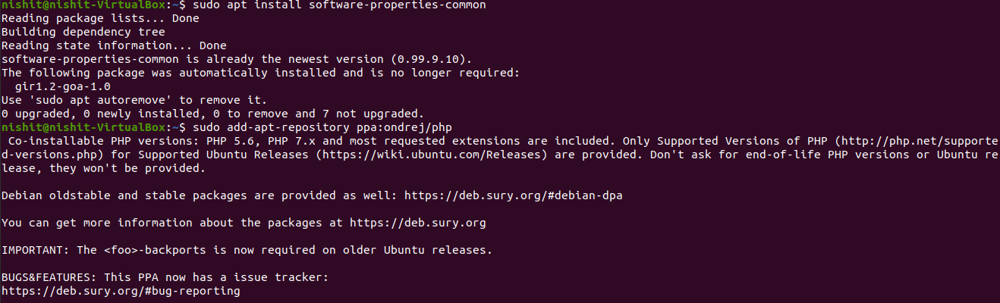 nishit@nishit-VirtualBox:~$ sudo apt install software-properties-common
Reading package lists... Done
Building dependency tree
Reading state information... Done
software-properties-common is already the newest version (0.99.9.10).
The following package was automatically installed and is no longer required:
  gir1.2-goa-1.0
Use 'sudo apt autoremove' to remove it.
0 upgraded, 0 newly installed, 0 to remove and 7 not upgraded.
nishit@nishit-VirtualBox:~$ sudo add-apt-repository ppa:ondrej/php
 Co-installable PHP versions: PHP 5.6, PHP 7.x and most requested extensions are included. Only Supported Versions of PHP (http://php.net/supporte
d-versions.php) for Supported Ubuntu Releases (https://wiki.ubuntu.com/Releases) are provided. Don't ask for end-of-life PHP versions or Ubuntu re
lease, they won't be provided.

Debian oldstable and stable packages are provided as well: https://deb.sury.org/#debian-dpa

You can get more information about the packages at https://deb.sury.org

IMPORTANT: The <foo>-backports is now required on older Ubuntu releases.

BUGS&FEATURES: This PPA now has a issue tracker:
https://deb.sury.org/#bug-reporting